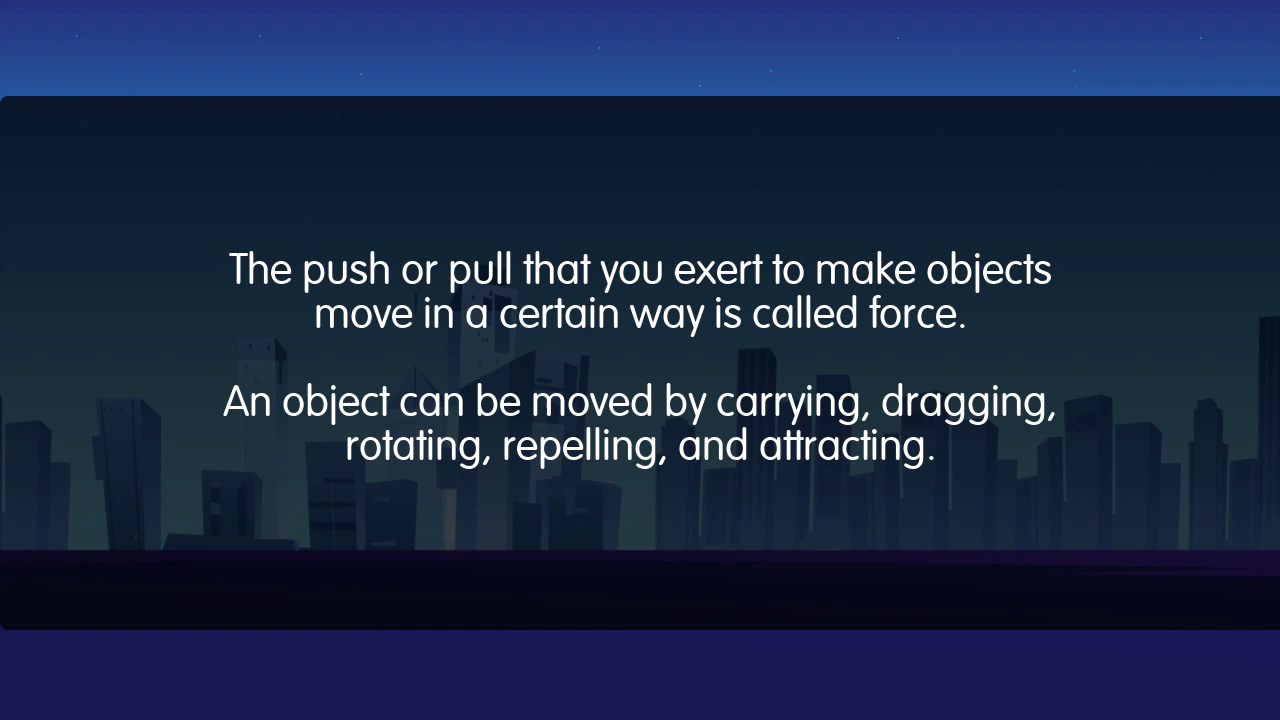 The push or pull that you exert to make objects
move in a certain way is called force.
An object can be moved by carrying, dragging,
rotating, repelling, and attracting.